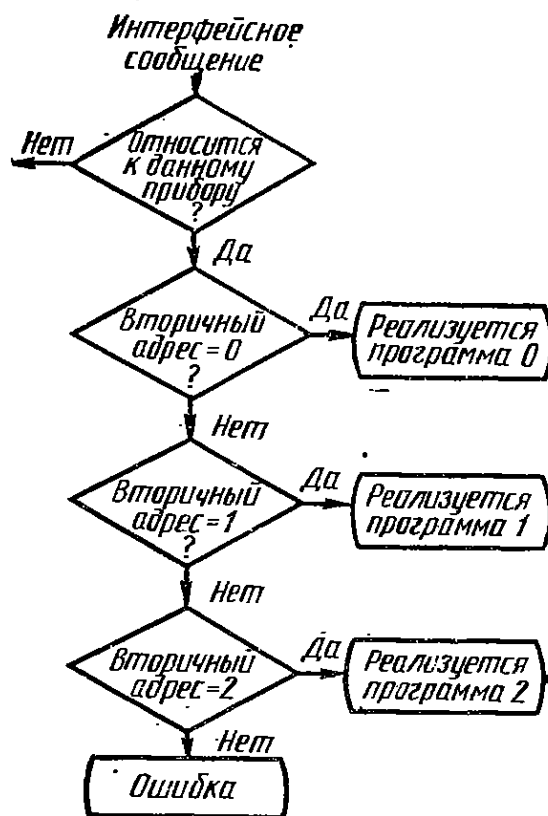 Интерфейсное
сообщение
Нет
Относится
к данному
прибору
?
Да
Вторичный
адрес = 0
?
Да
Реализуется
программа 0
Нет
Вторичный
адрес = 1
?
Да
Реализуется
программа 1
Нет
Вторичный
адрес = 2
Да
Реализуется
программа 2
Нет
Ошибка